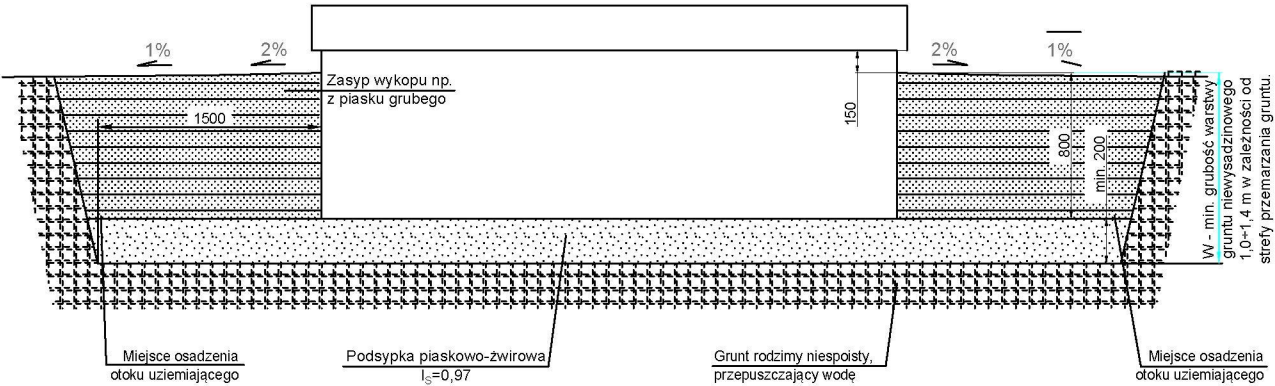 1%
2%
2%
1%
Zasyp wykopu np.
z piasku grubego
1500
150
800
min. 200
W - min. grubość warstwy
gruntu niewysadzinowego
1,0÷1,4 m w zależności od
strefy przemarzania gruntu.
Miejsce osadzenia
otoku uziemiającego
Podsypka piaskowo-żwirowa
IS=0,97
Grunt rodzimy niespoisty,
przepuszczający wodę
Miejsce osadzenia
otoku uziemiającego